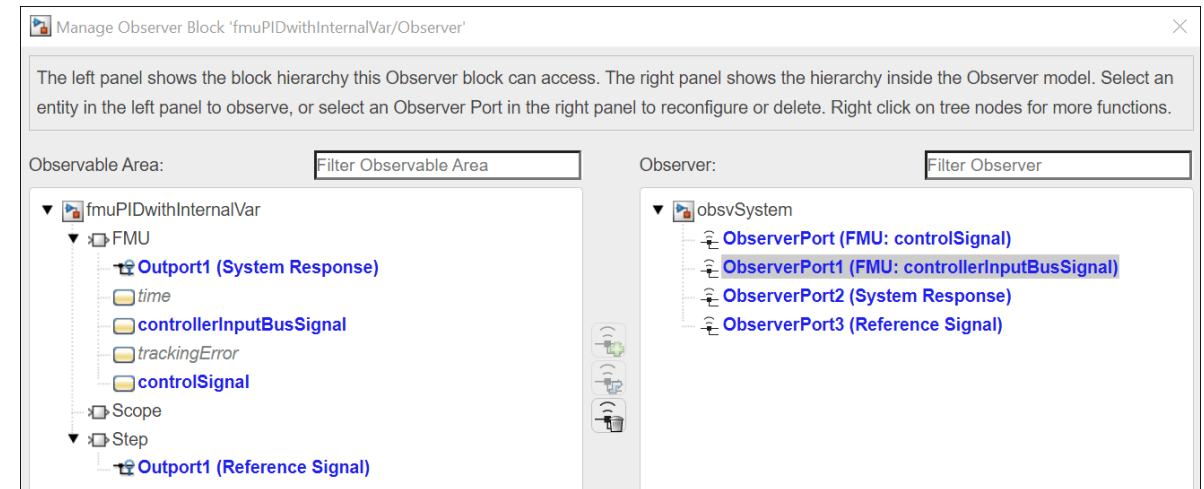 Manage Observer Block 'fmuPIDwithInternalVar/Observer'
The left panel shows the block hierarchy this Observer block can access. The right panel shows the hierarchy inside the Observer model. Select an
entity in the left panel to observe, or select an Observer Port in the right panel to reconfigure or delete. Right click on tree nodes for more functions.
Observable Area:
Filter Observable Area
fmuPIDwithInternalVar
FMU
Outport1 (System Response)
time
controllerInputBusSignal
trackingError
controlSignal
Scope
Step
Outport1 (Reference Signal)
Observer:
Filter Observer
obsvSystem
ObserverPort (FMU: controlSignal)
ObserverPort1 (FMU: controllerInputBusSignal)
ObserverPort2 (System Response)
ObserverPort3 (Reference Signal)